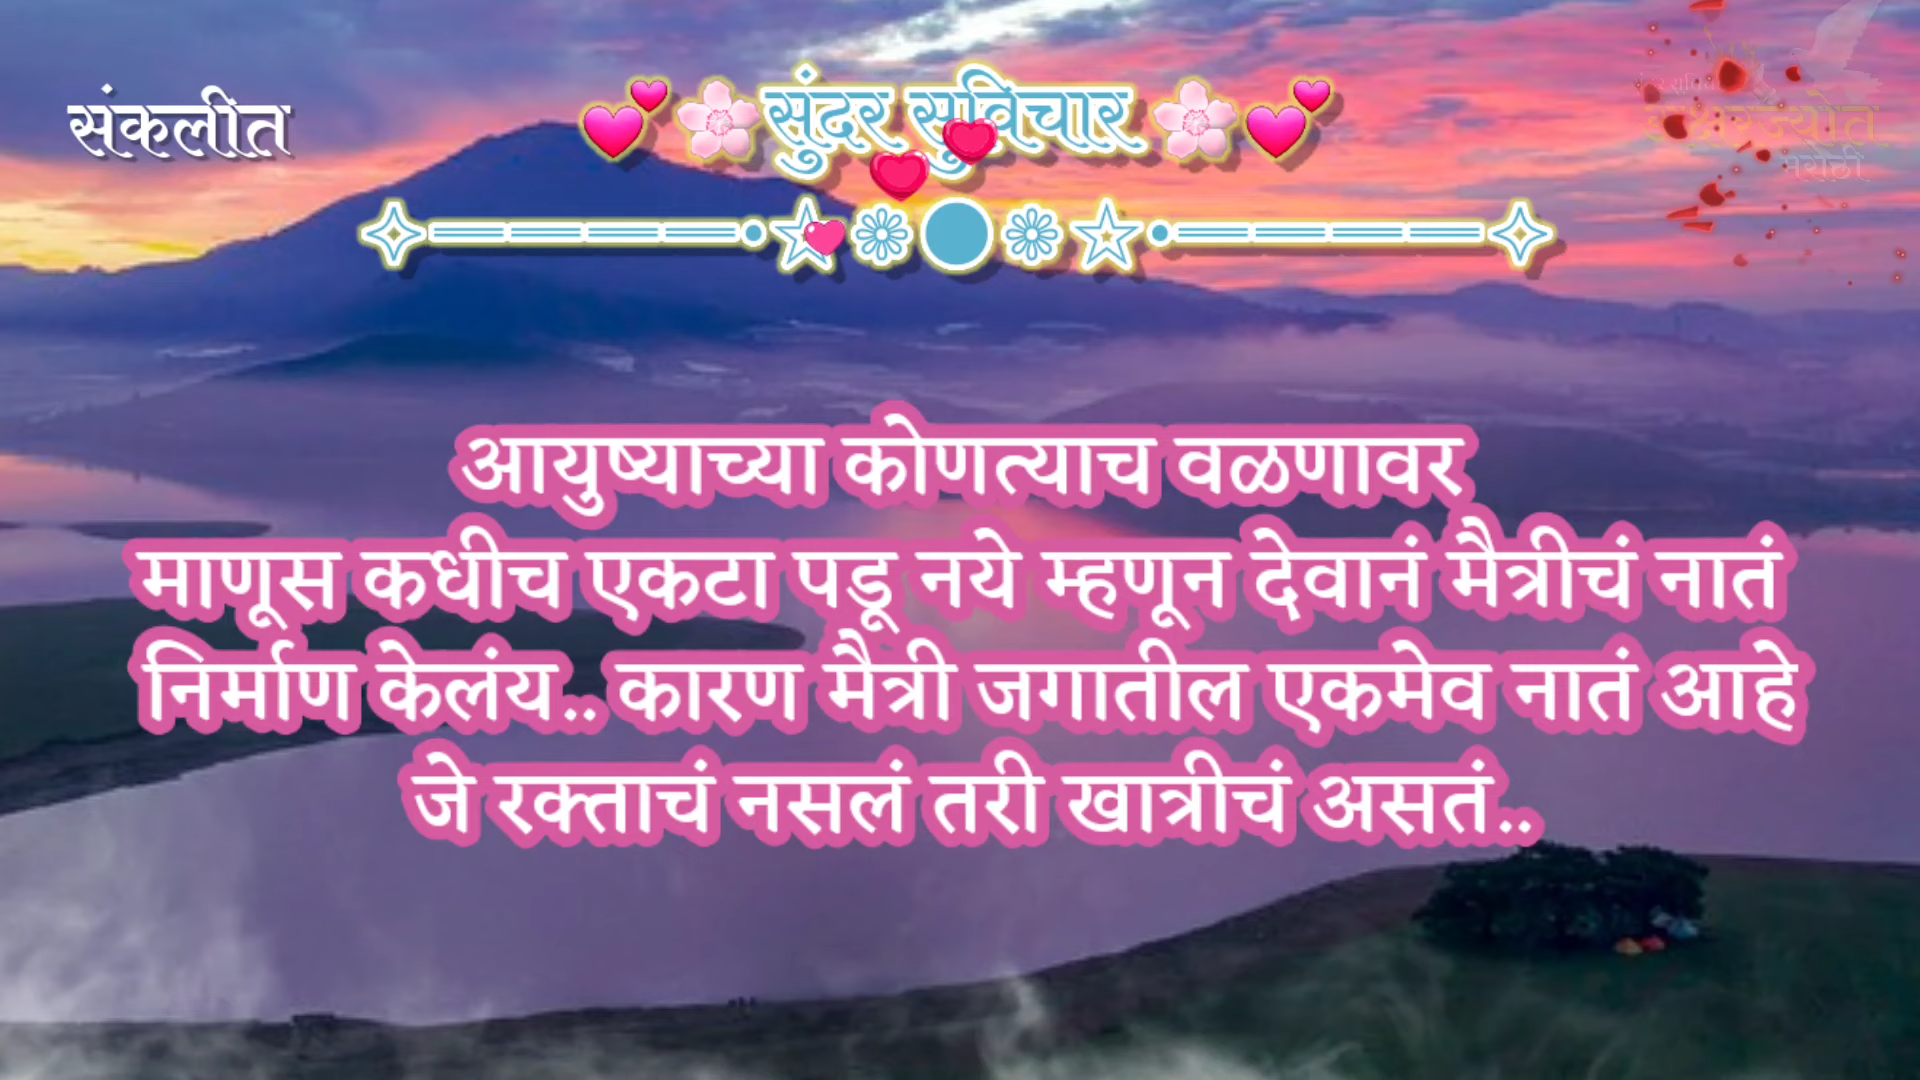 संकलीत
💕🌸सुंदर सुविचार🌸💕
आयुष्याच्या कोणत्याच वळणावर
माणूस कधीच एकटा पडू नये म्हणून देवानं मैत्रीचं नातं
निर्माण केलंय.. कारण मैत्री जगातील एकमेव नातं आहे
जे रक्ताचं नसलं तरी खात्रीचं असतं..